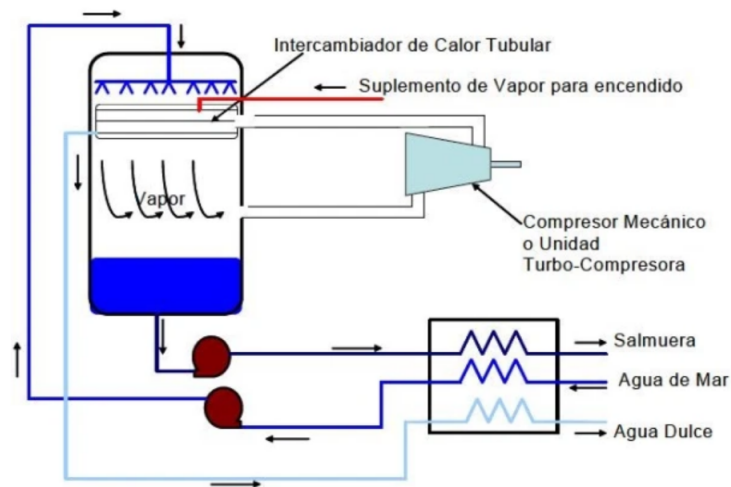 Intercambiador de Calor Tubular
Suplemento de Vapor para encendido
Vapor
Compresor Mecánico
o Unidad
Turbo-Compresora
Salmuera
Agua de Mar
Agua Dulce